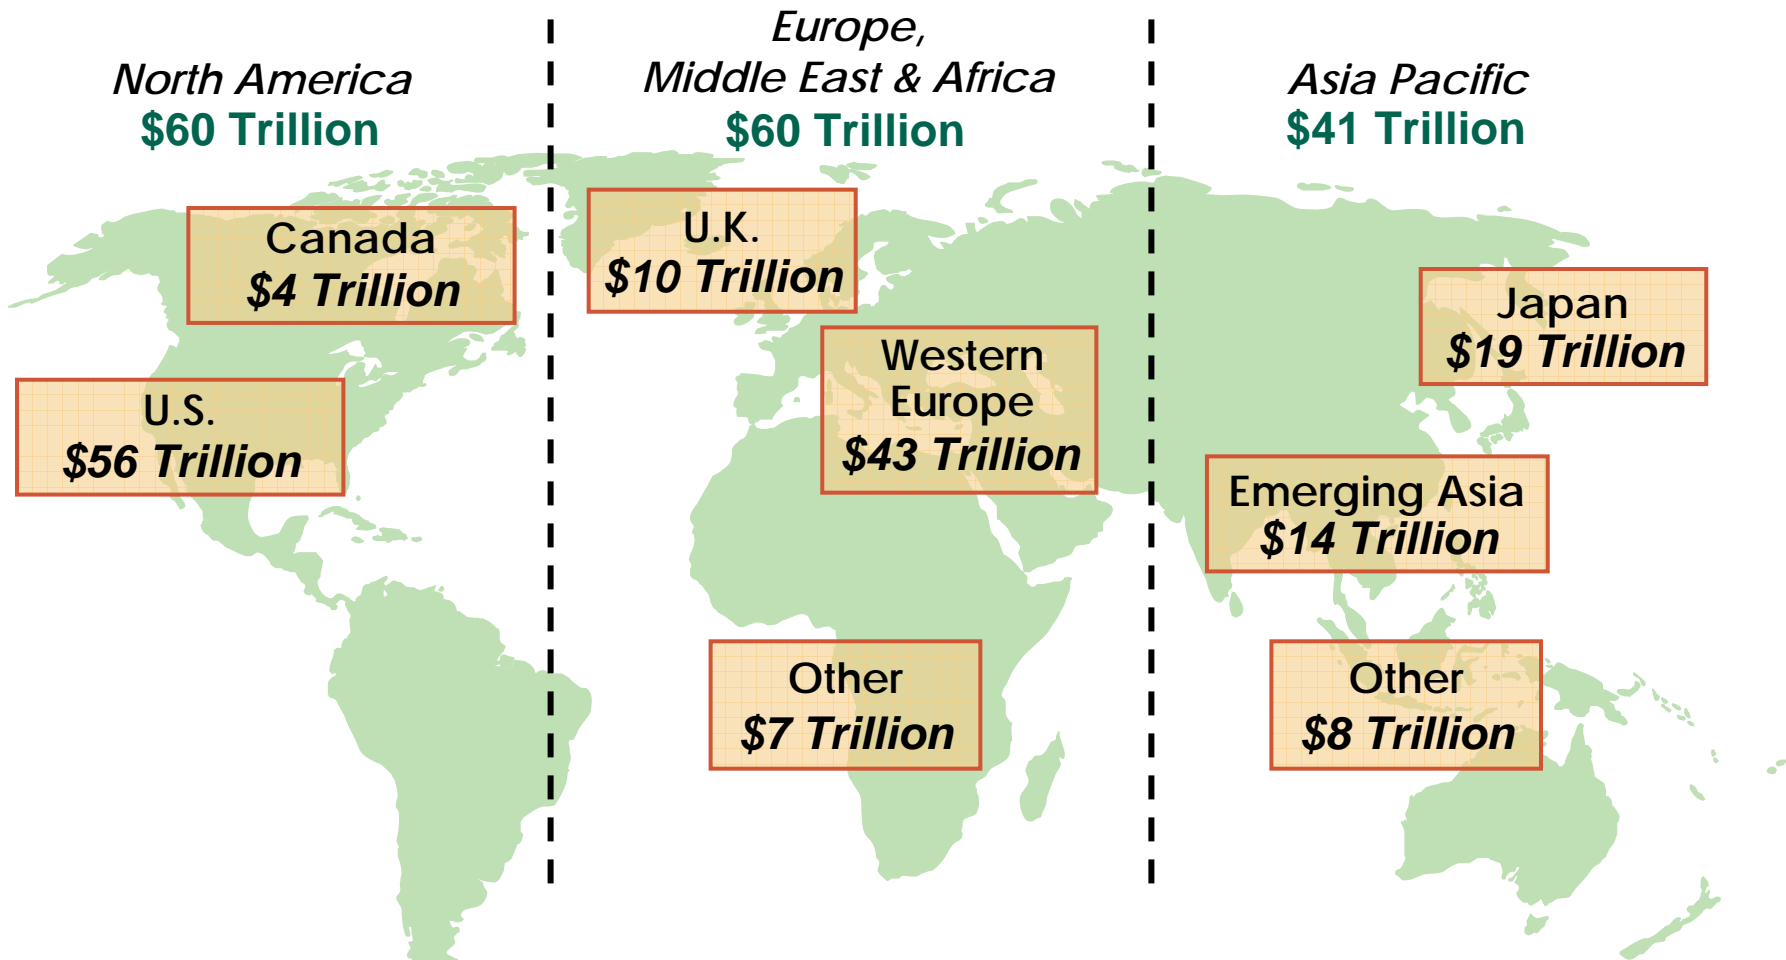 North America
$60 Trillion
Europe,
Middle East & Africa
$60 Trillion
Asia Pacific
$41 Trillion
Canada
$4 Trillion
U.S.
$56 Trillion
U.K.
$10 Trillion
Western
Europe
$43 Trillion
Other
$7 Trillion
Japan
$19 Trillion
Emerging Asia
$14 Trillion
Other
$8 Trillion